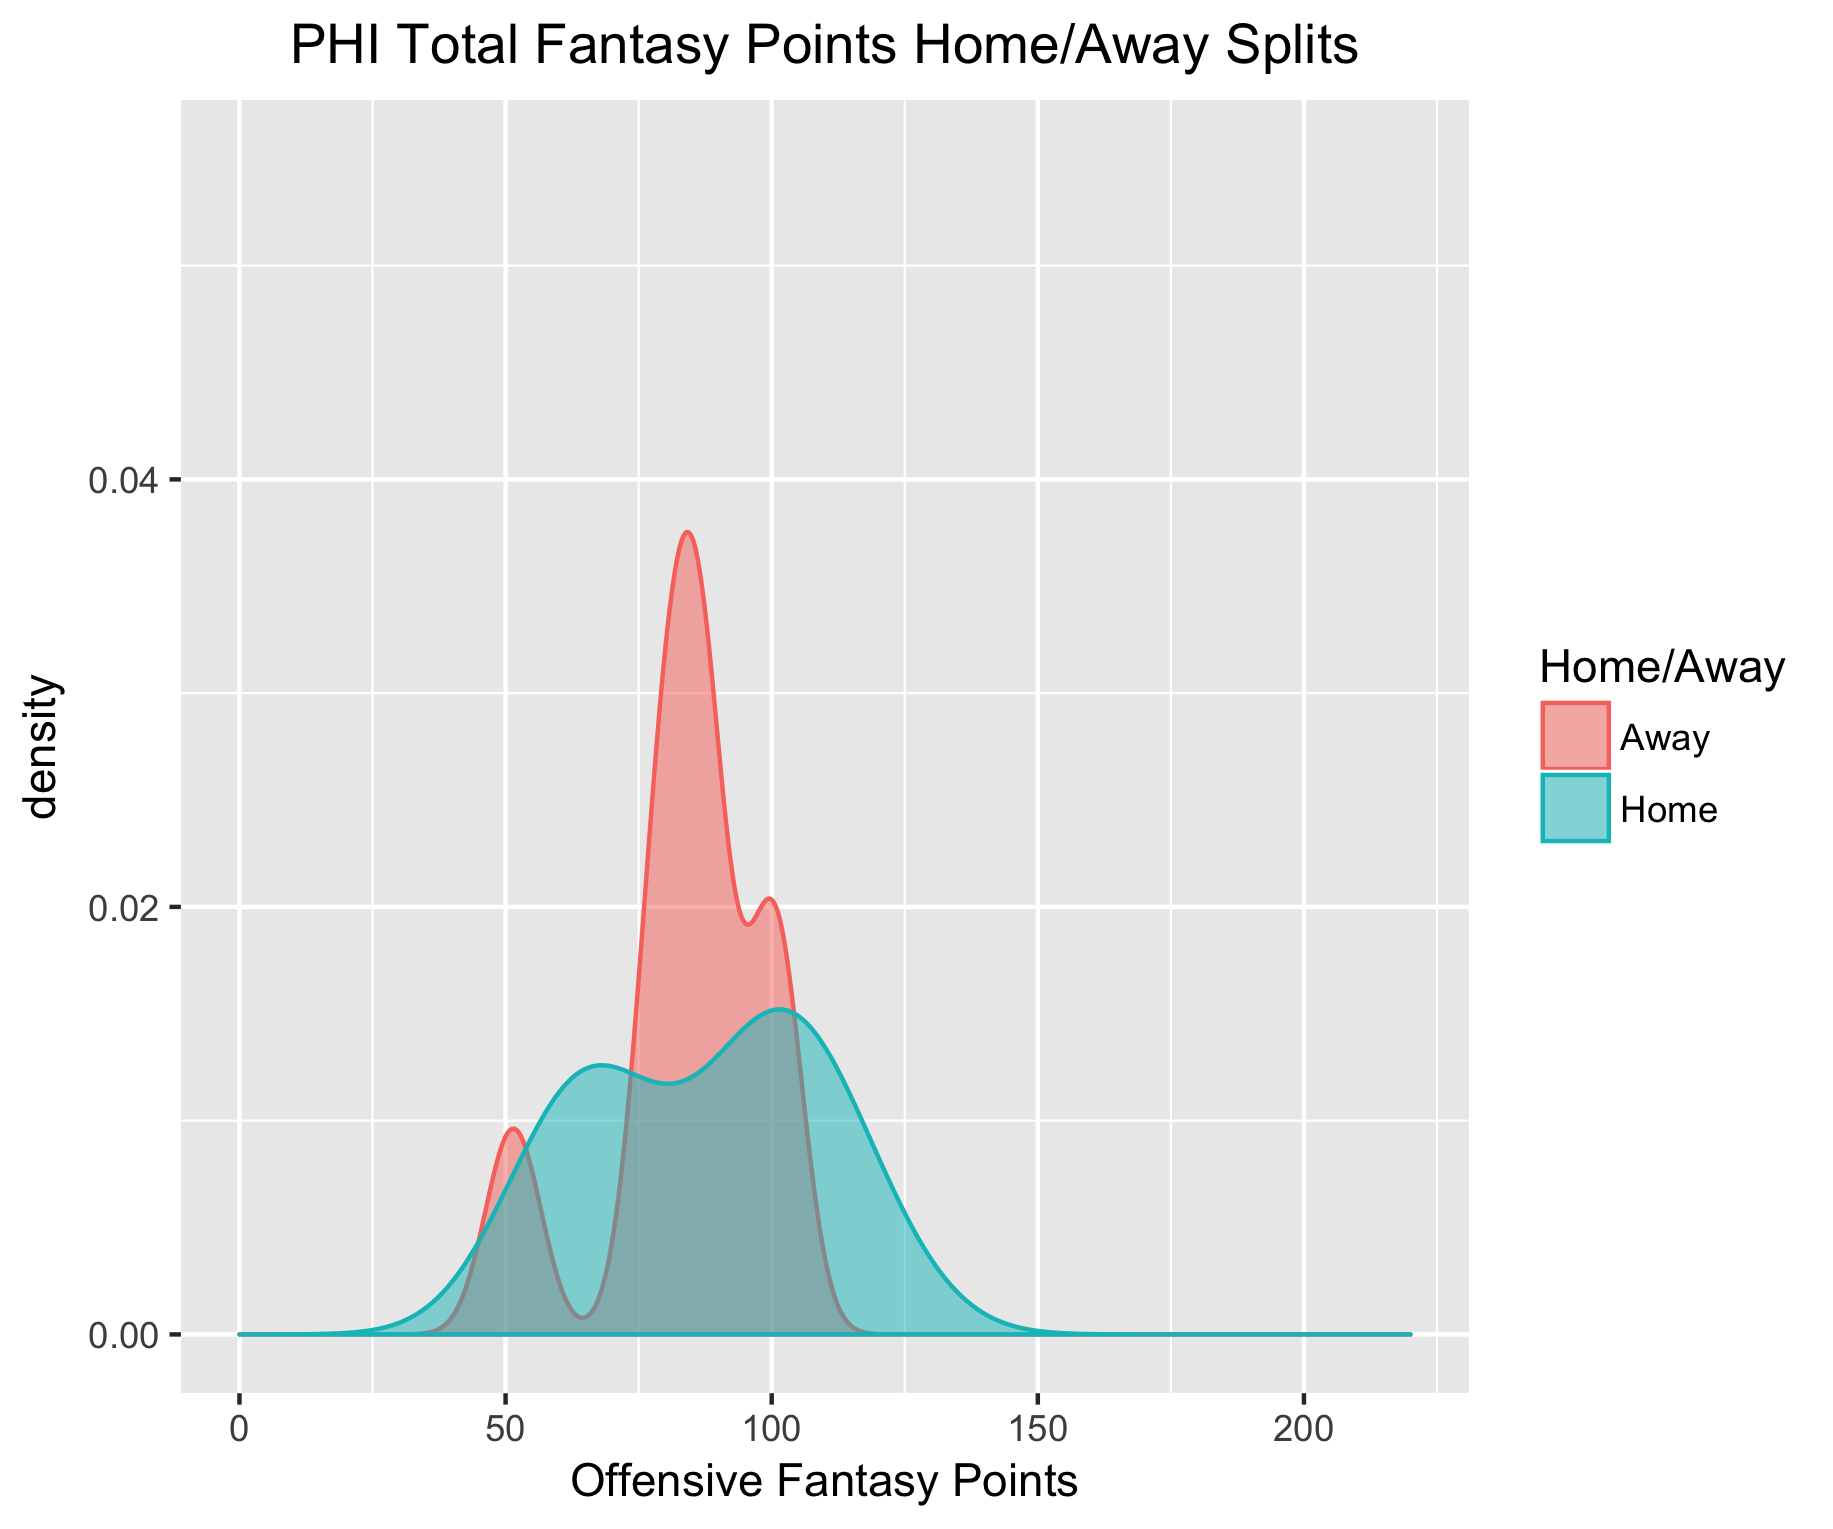 PHI Total Fantasy Points Home/Away Splits
density
0.04
0.02
0.00
0 50 100 150 200
Offensive Fantasy Points
Home/Away
Away
Home